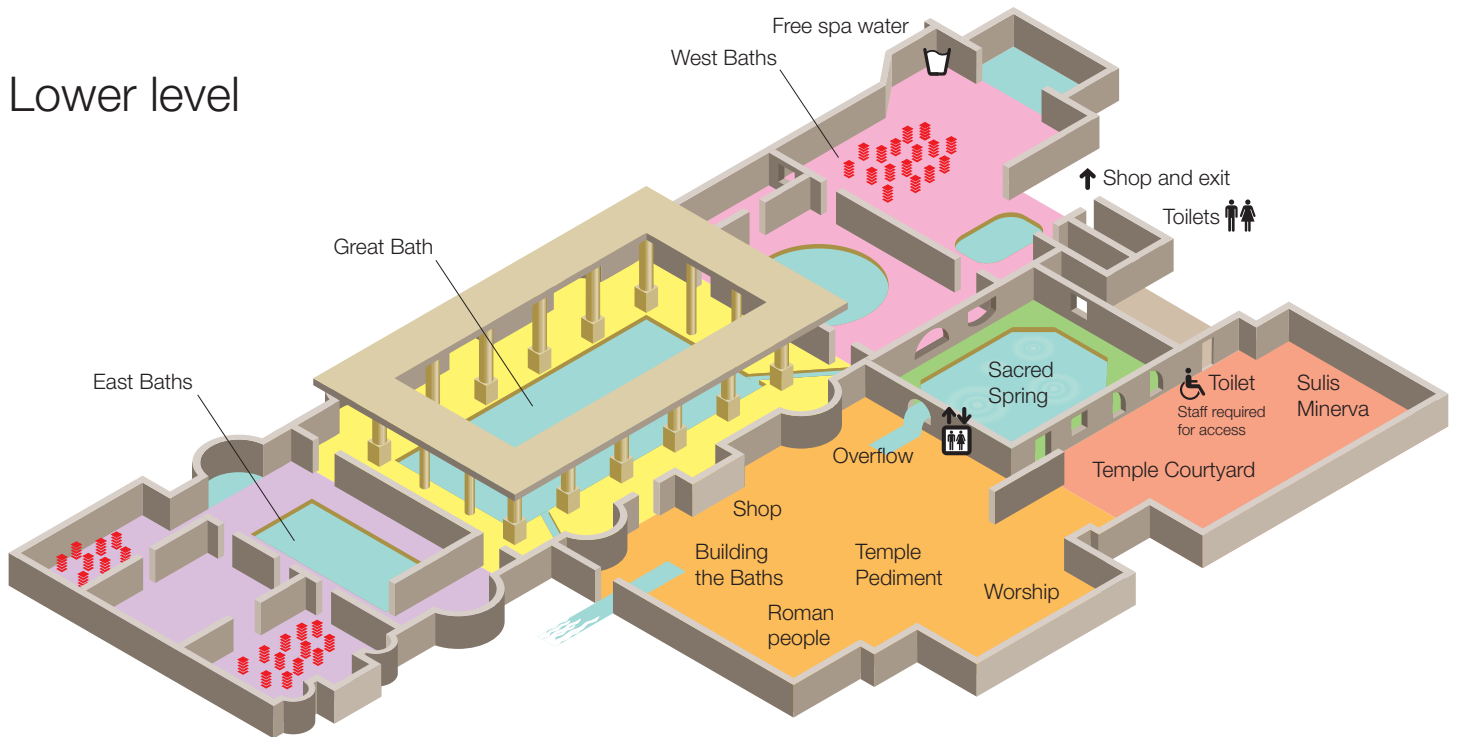 Lower level
Free spa water
West Baths
Shop and exit
Toilets
Great Bath
East Baths
Sacred
Spring
Toilet
Staff required
for access
Sulis
Minerva
Overflow
Temple Courtyard
Shop
Building
the Baths
Temple
Pediment
Worship
Roman
people